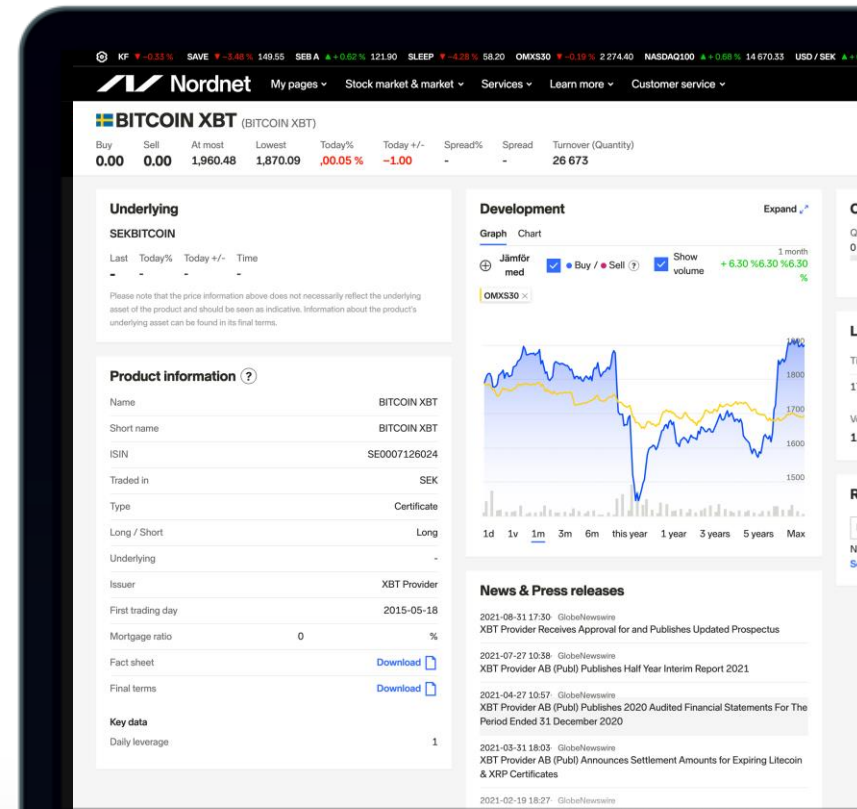 KF ▼ −0.33 % SAVE ▼ −3.48 % 149.55 SEB A ▲ + 0.62 % 121.90 SLEEP ▼ −4.28 % 58.20 OMXS30 ▼ −0.19 % 2 274.40 NASDAQ100 ▲ + 0.68 % 14 670.33 USD / SEK ▲ +
Nordnet My pages Stock market & market Services Learn more Customer service
BITCOIN XBT (BITCOIN XBT)
Buy Sell At most Lowest Today% Today +/- Spread% Spread Turnover (Quantity)
0.00 0.00 1,960.48 1,870.09 ,00.05 % −1.00 - - 26 673
Underlying
SEKBITCOIN
Last Today% Today +/- Time
- - - -
Please note that the price information above does not necessarily reflect the underlying
asset of the product and should be seen as indicative. Information about the product's
underlying asset can be found in its final terms.
Product information ?
Name BITCOIN XBT
Short name BITCOIN XBT
ISIN SE0007126024
Traded in SEK
Type Certificate
Long / Short Long
Underlying -
Issuer XBT Provider
First trading day 2015-05-18
Mortgage ratio 0 %
Fact sheet Download
Final terms Download
Key data
Daily leverage 1
Development Expand
Graph Chart
Jämför
med
Buy / Sell ?
Show
volume
1 month
+ 6.30 %6.30 %6.30
%
OMXS30 ×
1800
1700
1600
1500
1d 1v 1m 3m 6m this year 1 year 3 years 5 years Max
News & Press releases
2021-08-31 17:30 GlobeNewswire
XBT Provider Receives Approval for and Publishes Updated Prospectus
2021-07-27 10:38 GlobeNewswire
XBT Provider AB (Publ) Publishes Half Year Interim Report 2021
2021-04-27 10:57 GlobeNewswire
XBT Provider AB (Publ) Publishes 2020 Audited Financial Statements For The
Period Ended 31 December 2020
2021-03-31 18:03 GlobeNewswire
XBT Provider AB (Publ) Announces Settlement Amounts for Expiring Litecoin
& XRP Certificates
2021-02-19 18:27 GlobeNewswire